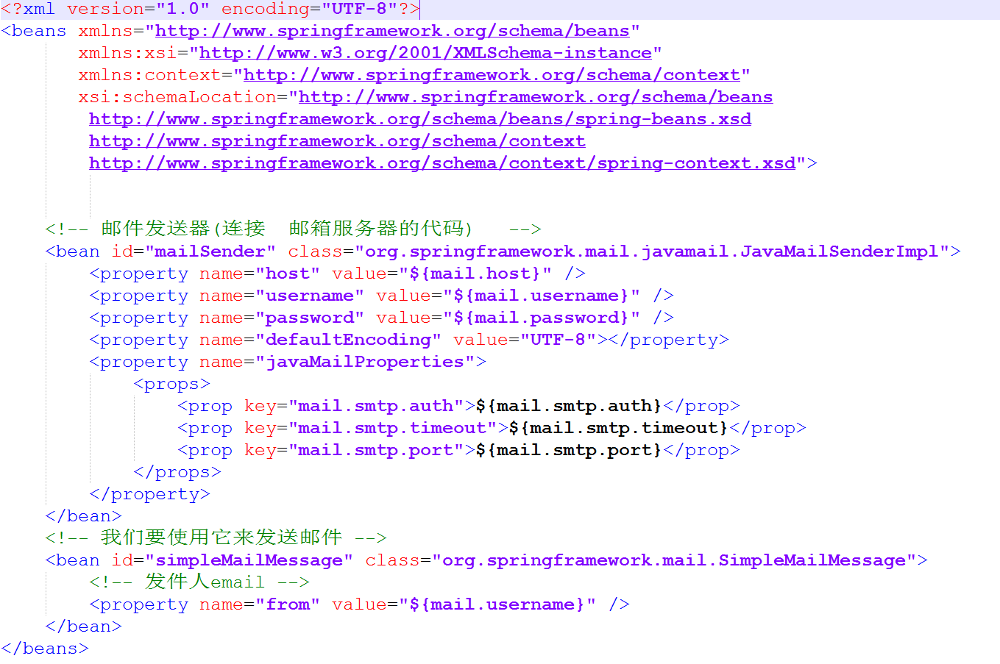 <?xml version="1.0" encoding="UTF-8"?>
<beans xmlns="http://www.springframework.org/schema/beans"
xmlns:xsi="http://www.w3.org/2001/XMLSchema-instance"
xmlns:context="http://www.springframework.org/schema/context"
xsi:schemaLocation="http://www.springframework.org/schema/beans
http://www.springframework.org/schema/beans/spring-beans.xsd
http://www.springframework.org/schema/context
http://www.springframework.org/schema/context/spring-context.xsd">
<!-- 邮件发送器(连接  邮箱服务器的代码)   -->
<bean id="mailSender" class="org.springframework.mail.javamail.JavaMailSenderImpl">
<property name="host" value="${mail.host}" />
<property name="username" value="${mail.username}" />
<property name="password" value="${mail.password}" />
<property name="defaultEncoding" value="UTF-8"></property>
<property name="javaMailProperties">
<props>
<prop key="mail.smtp.auth">${mail.smtp.auth}</prop>
<prop key="mail.smtp.timeout">${mail.smtp.timeout}</prop>
<prop key="mail.smtp.port">${mail.smtp.port}</prop>
</props>
</property>
</bean>
<!-- 我们要使用它来发送邮件 -->
<bean id="simpleMailMessage" class="org.springframework.mail.SimpleMailMessage">
<!-- 发件人email -->
<property name="from" value="${mail.username}" />
</bean>
</beans>